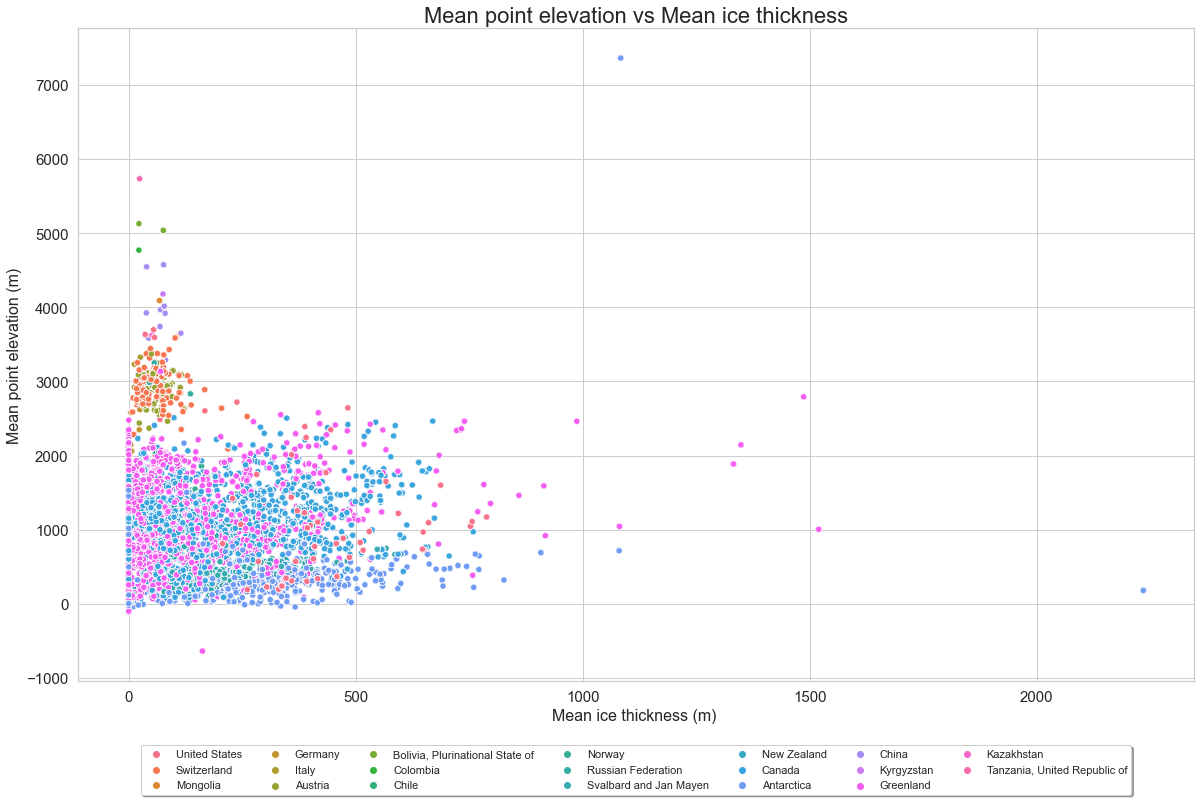 Mean point elevation vs Mean ice thickness
7000
6000
5000
4000
3000
2000
1000
0
−1000
Mean point elevation (m)
0 500 1000 1500 2000
Mean ice thickness (m)
United States Germany Bolivia, Plurinational State of Norway New Zealand China Kazakhstan
Switzerland Italy Colombia Russian Federation Canada Kyrgyzstan Tanzania, United Republic of
Mongolia Austria Chile Svalbard and Jan Mayen Antarctica Greenland